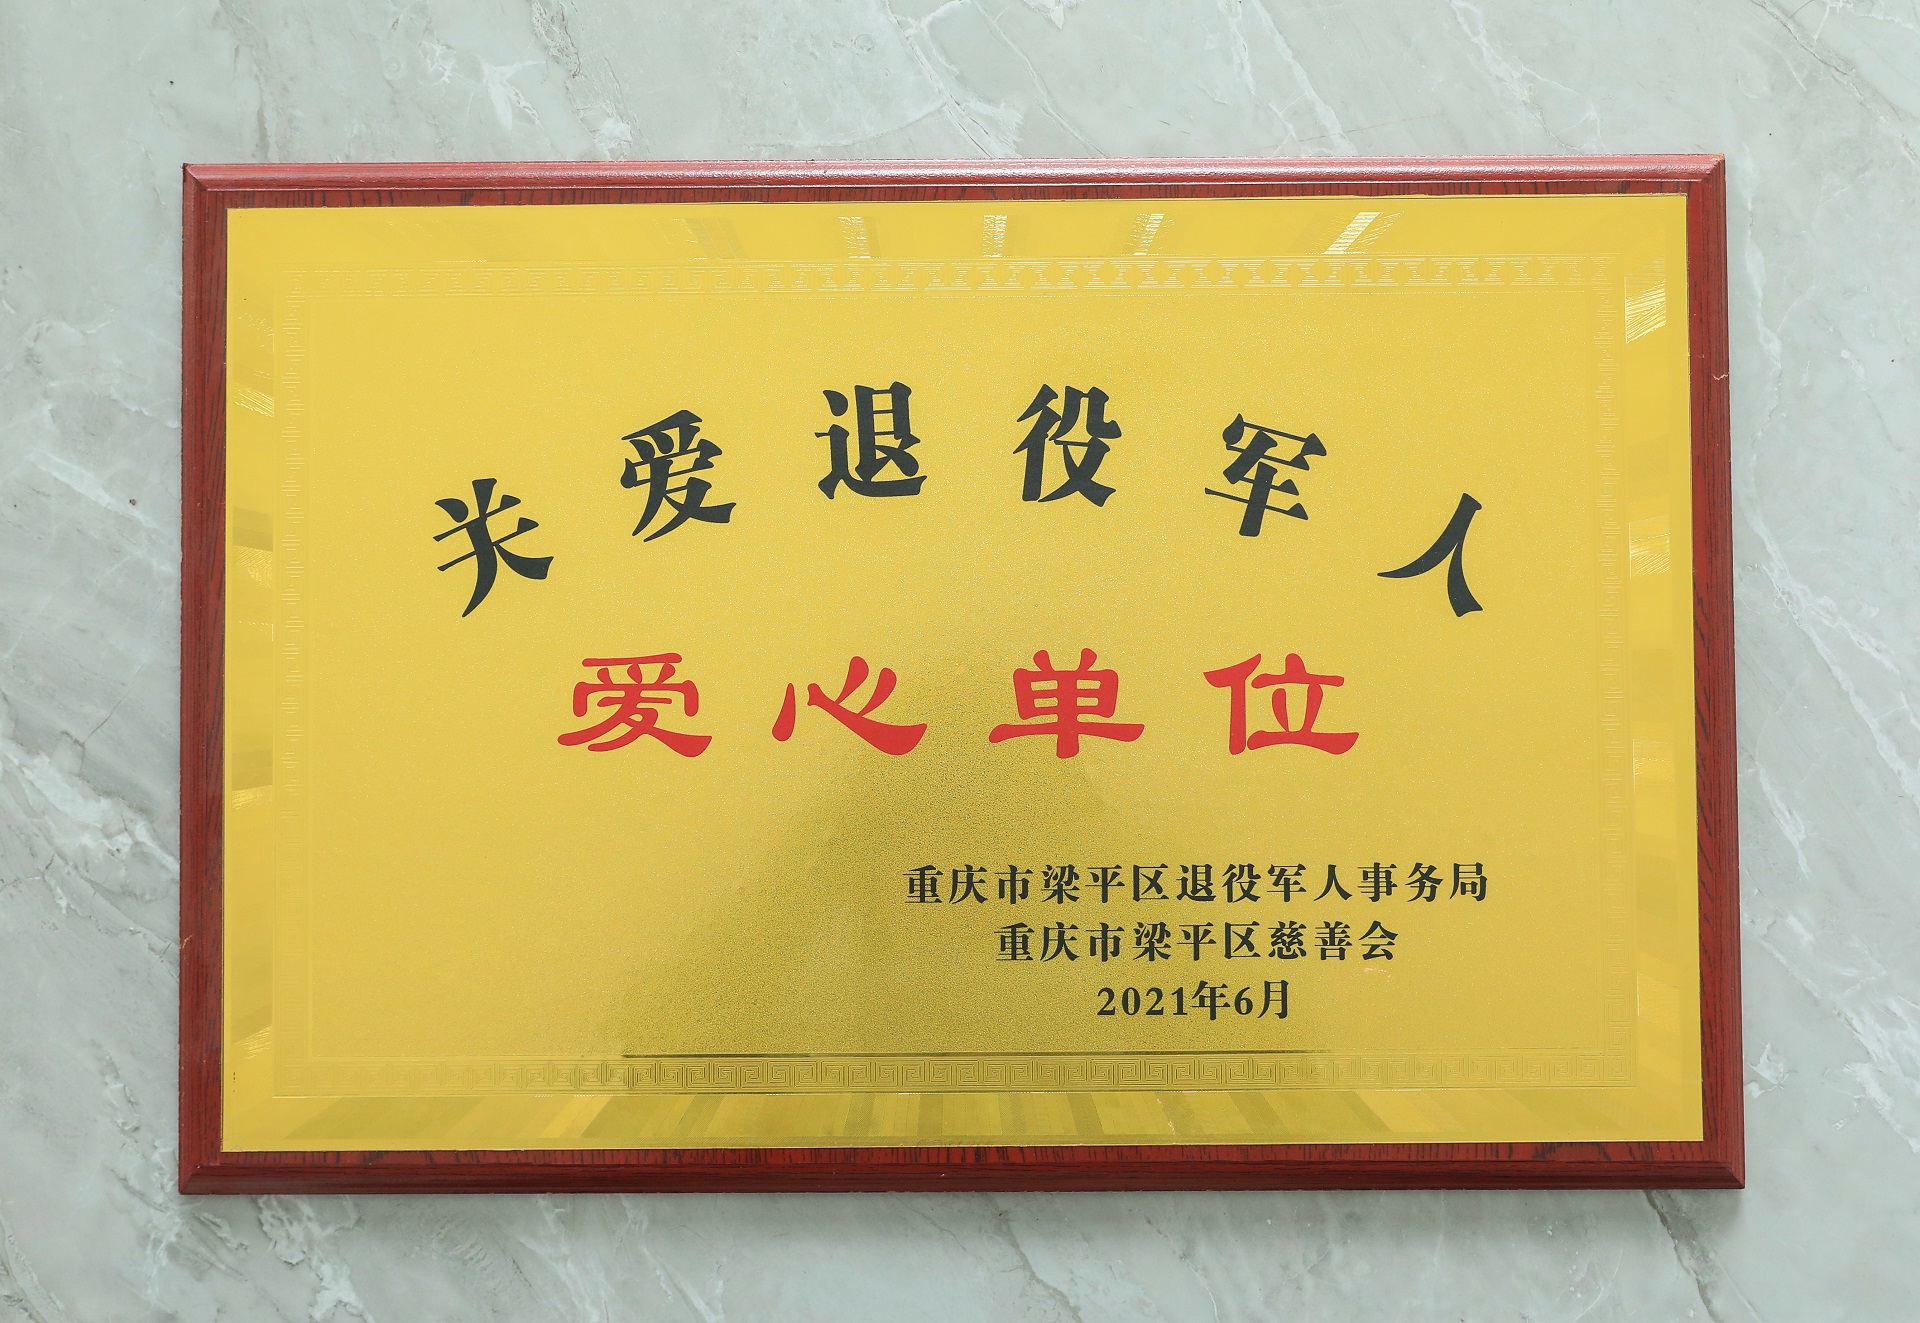 关爱退役军人
爱心单位
重庆市梁平区退役军人事务局
重庆市梁平区慈善会
2021年6月